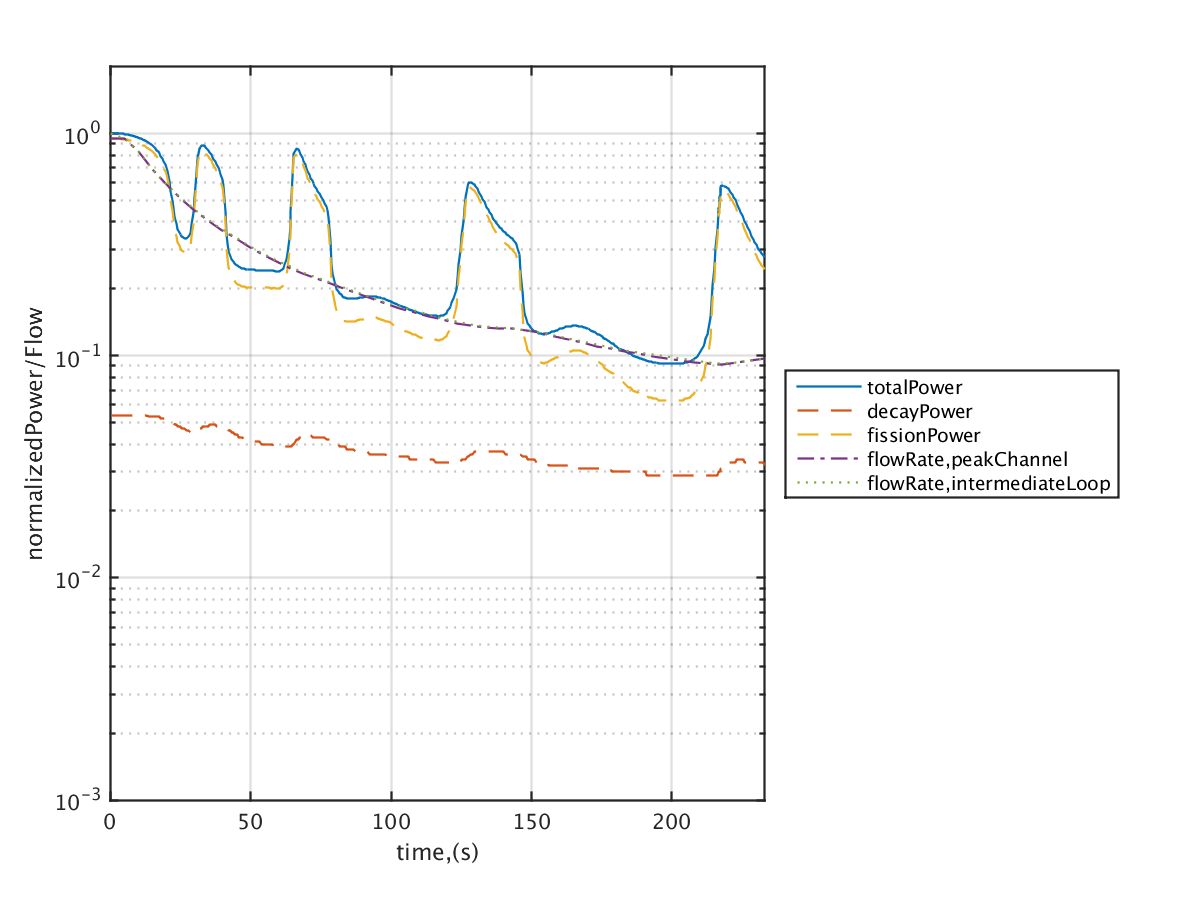 10^0
10^-1
10^-2
10^-3
normalizedPower/Flow
0
50
100
150
200
time,(s)
totalPower
decayPower
fissionPower
flowRate,peakChannel
flowRate,intermediateLoop